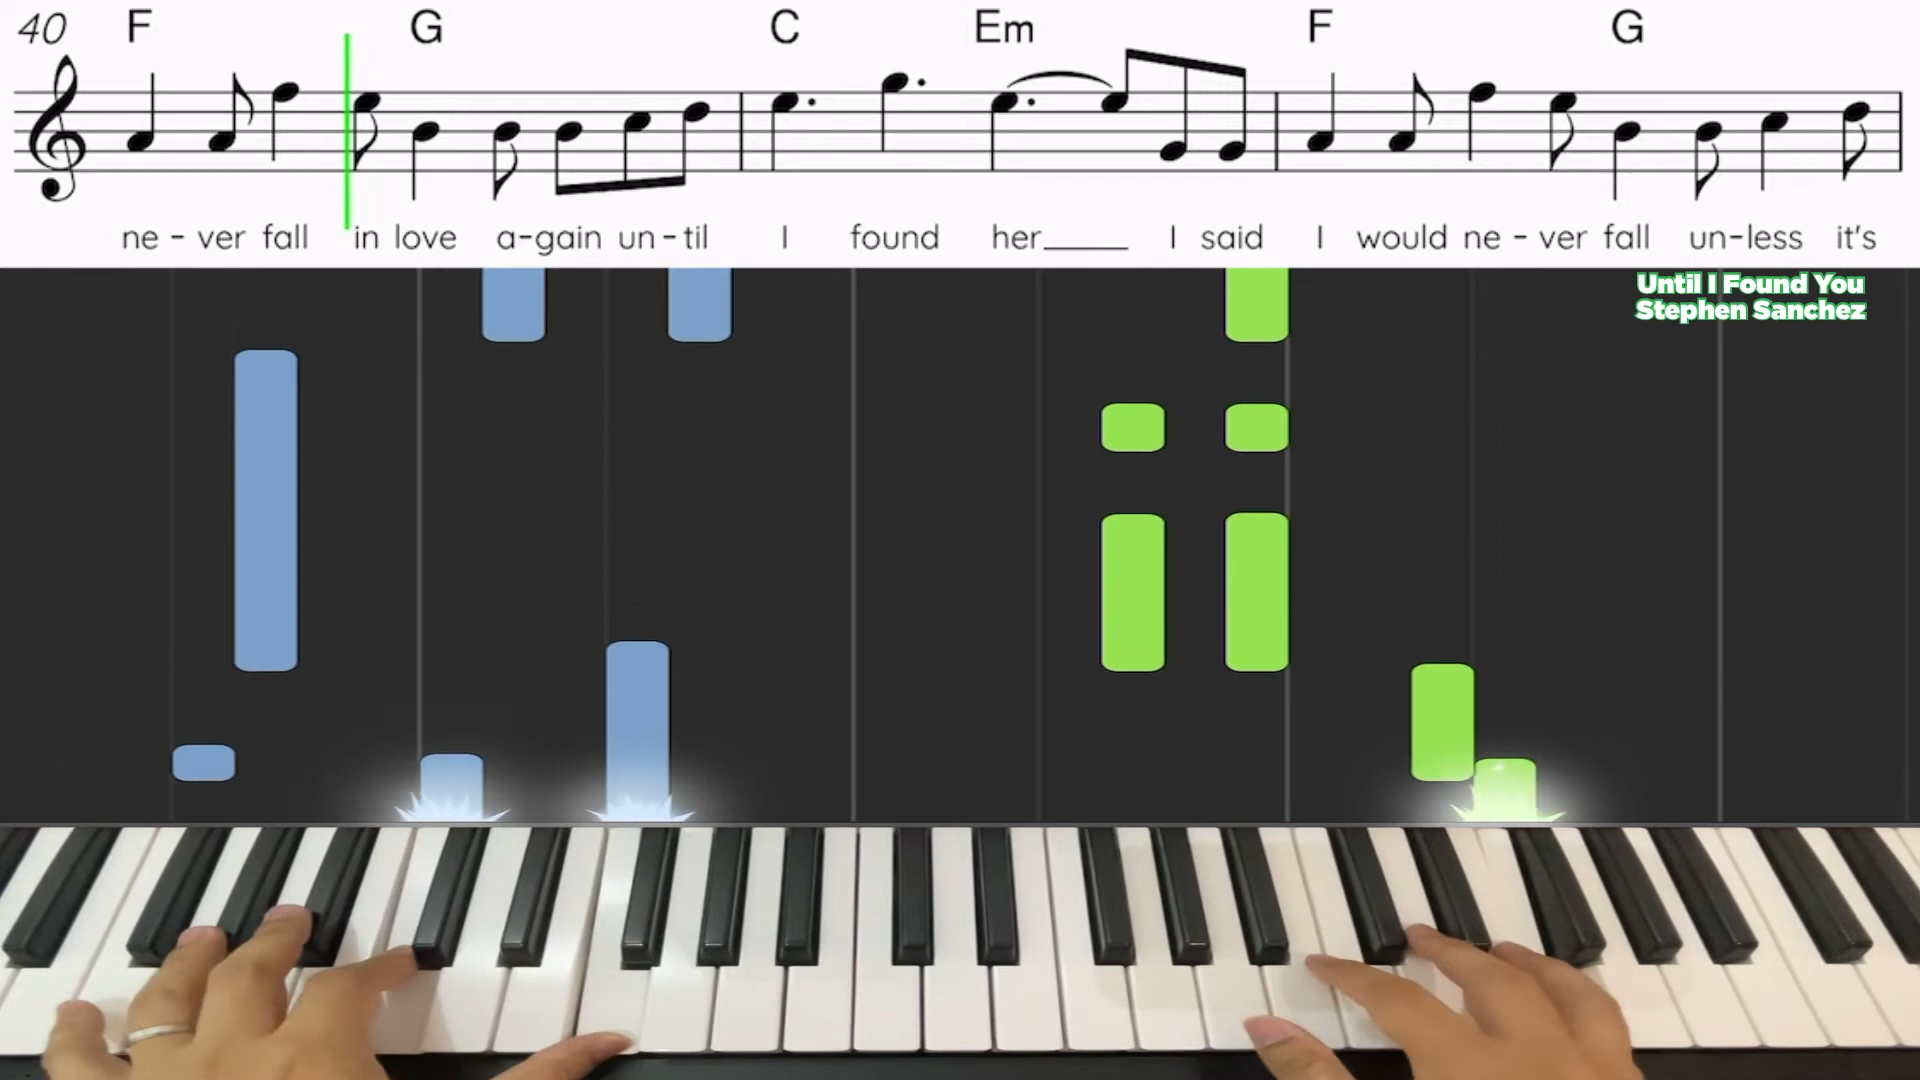 40 F G C Em F G
ne - ver fall in love a-gain un - til I found her____ I said I would ne - ver fall un-less it's
Until I Found You
Stephen Sanchez